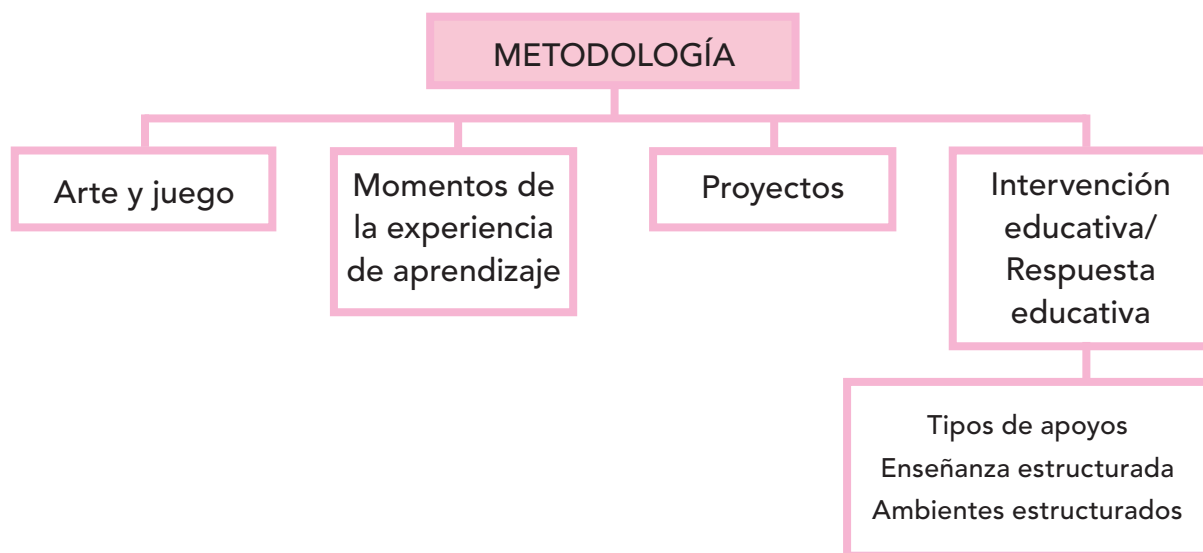 METODOLOGÍA
Arte y juego
Momentos de
la experiencia
de aprendizaje
Proyectos
Intervención
educativa/
Respuesta
educativa
Tipos de apoyos
Enseñanza estructurada
Ambientes estructurados